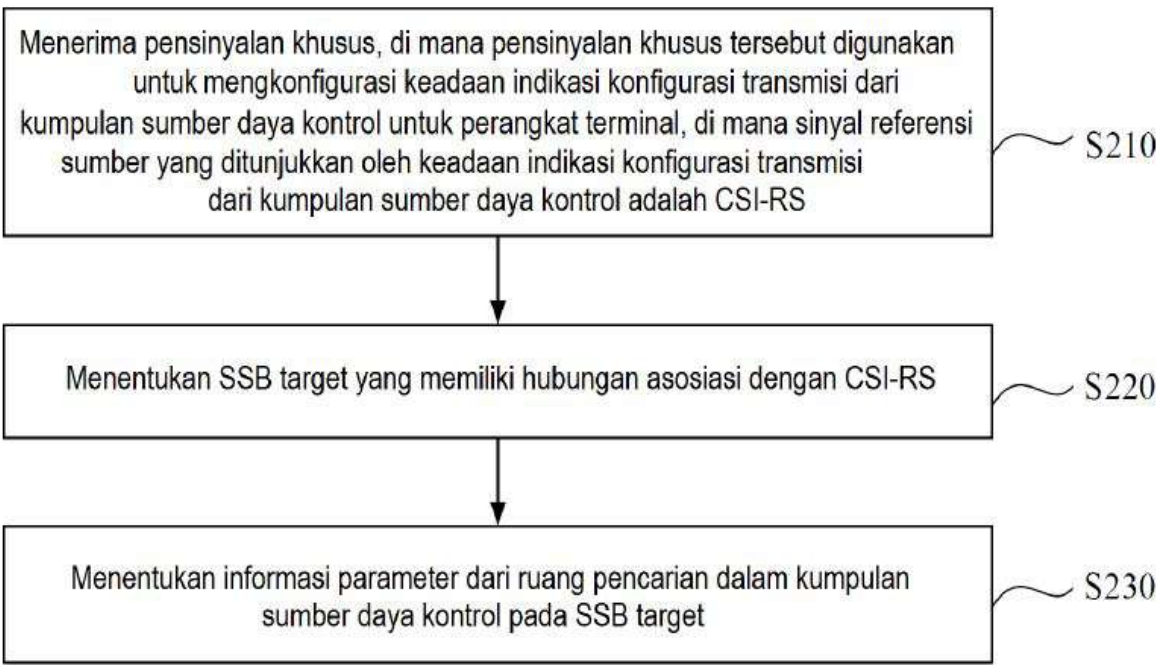 Menerima pensinyalan khusus, di mana pensinyalan khusus tersebut digunakan
untuk mengkonfigurasi keadaan indikasi konfigurasi transmisi dari
kumpulan sumber daya kontrol untuk perangkat terminal, di mana sinyal referensi
sumber yang ditunjukkan oleh keadaan indikasi konfigurasi transmisi
dari kumpulan sumber daya kontrol adalah CSI-RS
S210
Menentukan SSB target yang memiliki hubungan asosiasi dengan CSI-RS
S220
Menentukan informasi parameter dari ruang pencarian dalam kumpulan
sumber daya kontrol pada SSB target
S230